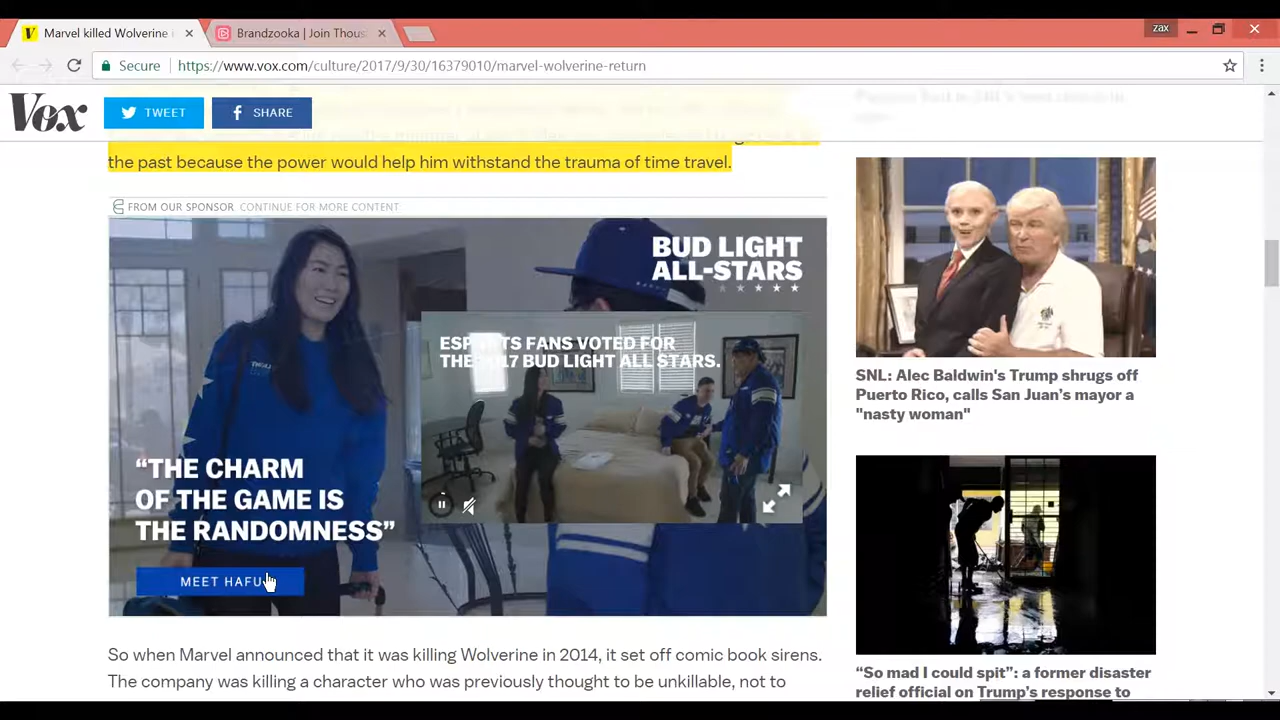 Marvel killed Wolverine i
Brandzooka | Join Thous
zax
Secure
https://www.vox.com/culture/2017/9/30/16379010/marvel-wolverine-return
Vox
TWEET
SHARE
the past because the power would help him withstand the trauma of time travel.
FROM OUR SPONSOR CONTINUE FOR MORE CONTENT
BUD LIGHT
ALL-STARS
ESPORTS FANS VOTED FOR
THE 2017 BUD LIGHT ALL STARS.
“THE CHARM
OF THE GAME IS
THE RANDOMNESS”
MEET HAFU
So when Marvel announced that it was killing Wolverine in 2014, it set off comic book sirens.
The company was killing a character who was previously thought to be unkillable, not to
SNL: Alec Baldwin's Trump shrugs off
Puerto Rico, calls San Juan’s mayor a
"nasty woman"
“So mad I could spit”: a former disaster
relief official on Trump’s response to